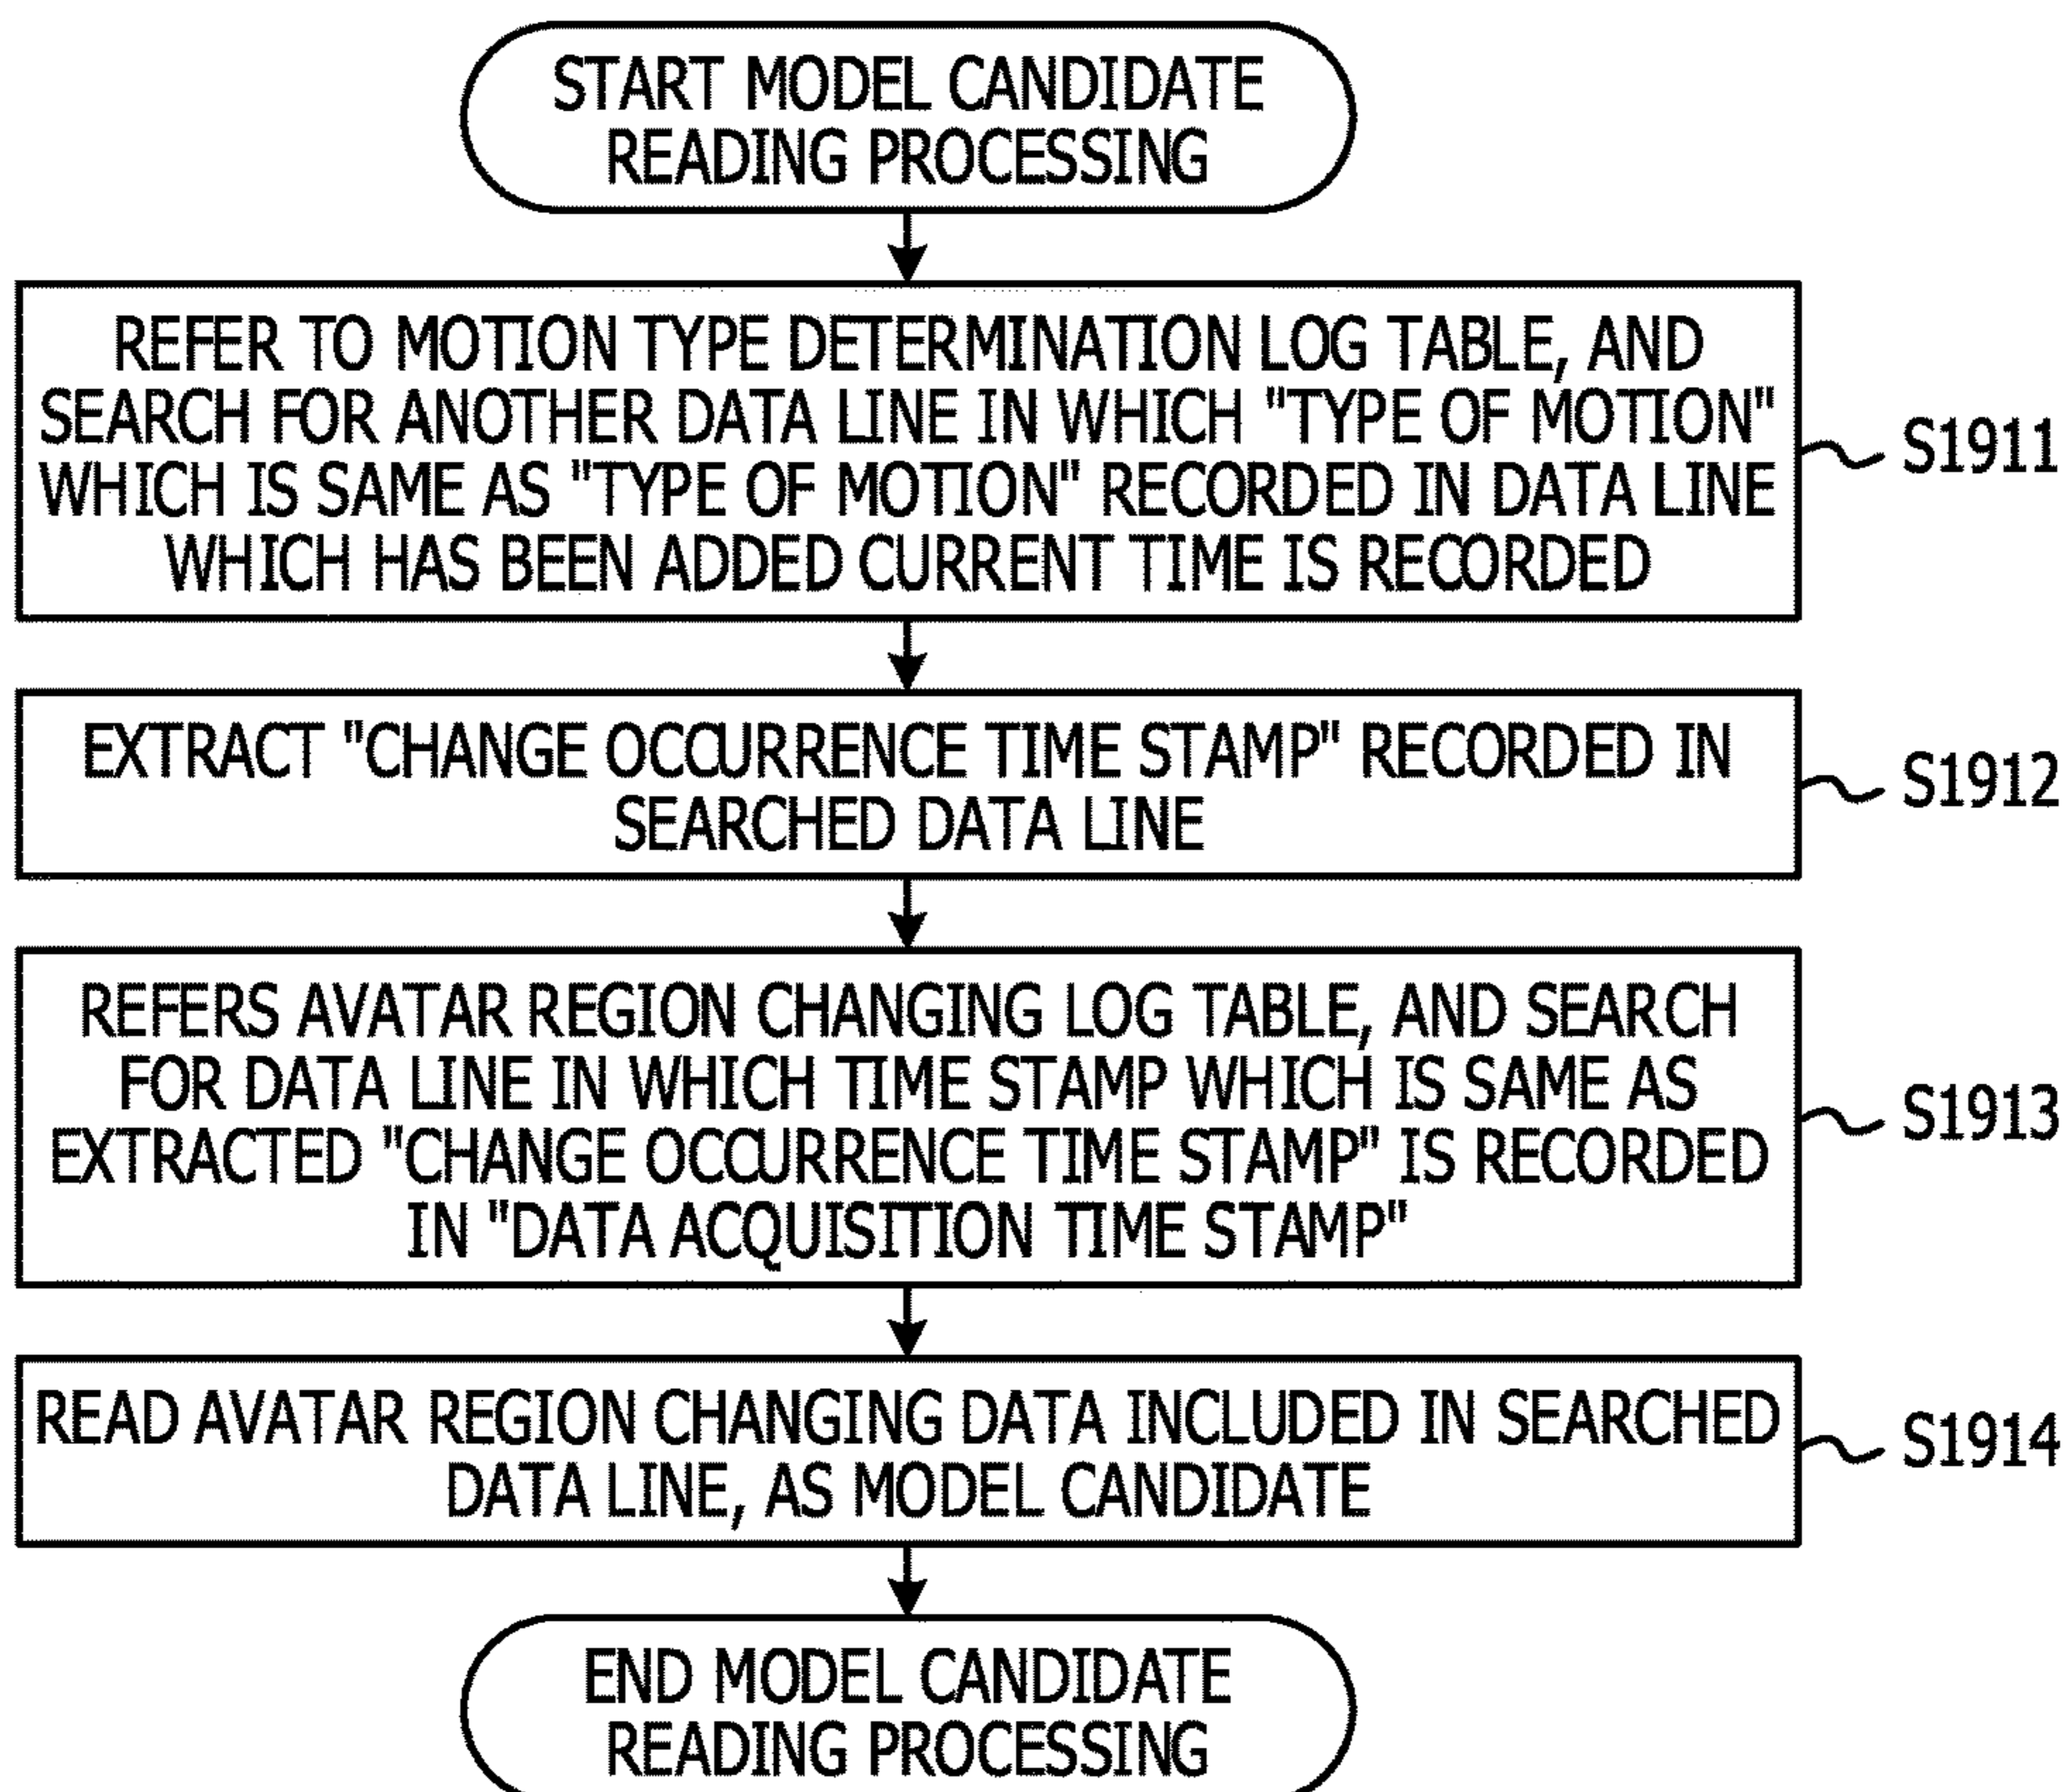 START MODEL CANDIDATE
READING PROCESSING
REFER TO MOTION TYPE DETERMINATION LOG TABLE, AND
SEARCH FOR ANOTHER DATA LINE IN WHICH "TYPE OF MOTION"
WHICH IS SAME AS "TYPE OF MOTION" RECORDED IN DATA LINE
WHICH HAS BEEN ADDED CURRENT TIME IS RECORDED
S1911
EXTRACT "CHANGE OCCURRENCE TIME STAMP" RECORDED IN
SEARCHED DATA LINE
S1912
REFERS AVATAR REGION CHANGING LOG TABLE, AND SEARCH
FOR DATA LINE IN WHICH TIME STAMP WHICH IS SAME AS
EXTRACTED "CHANGE OCCURRENCE TIME STAMP" IS RECORDED
IN "DATA ACQUISITION TIME STAMP"
S1913
READ AVATAR REGION CHANGING DATA INCLUDED IN SEARCHED
DATA LINE, AS MODEL CANDIDATE
S1914
END MODEL CANDIDATE
READING PROCESSING